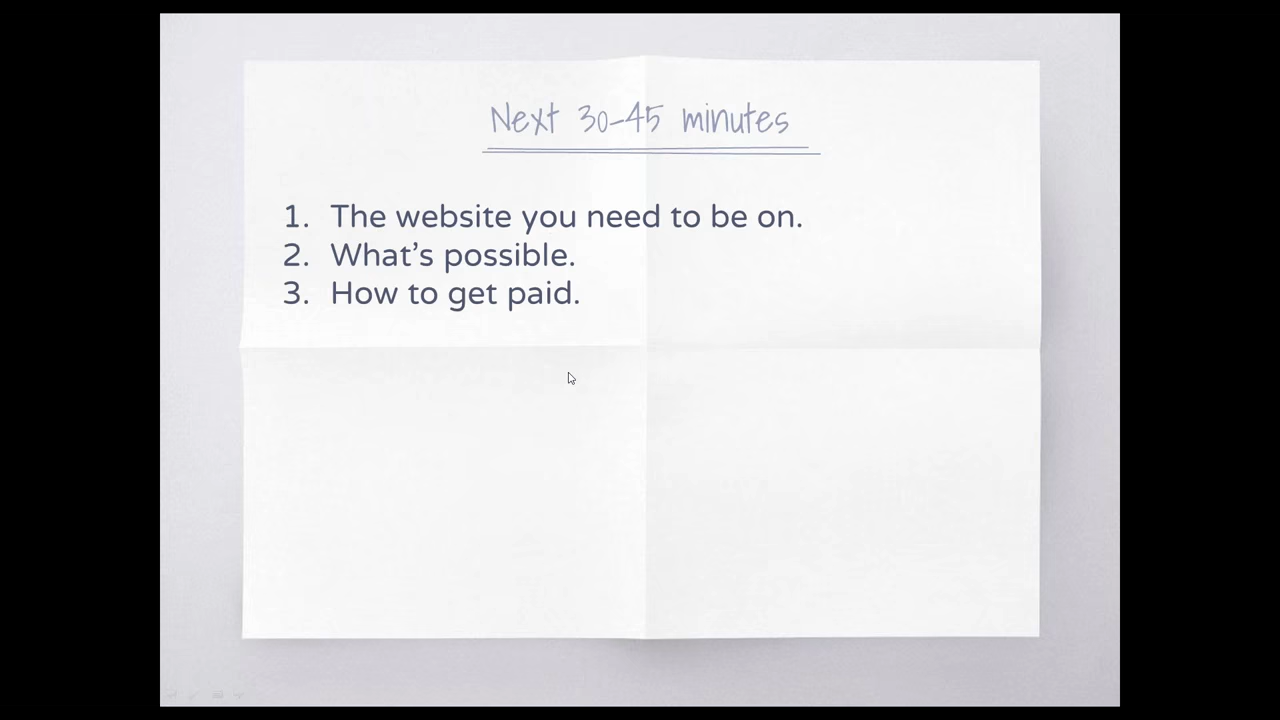 Next 30-45 minutes
1. The website you need to be on.
2. What's possible.
3. How to get paid.